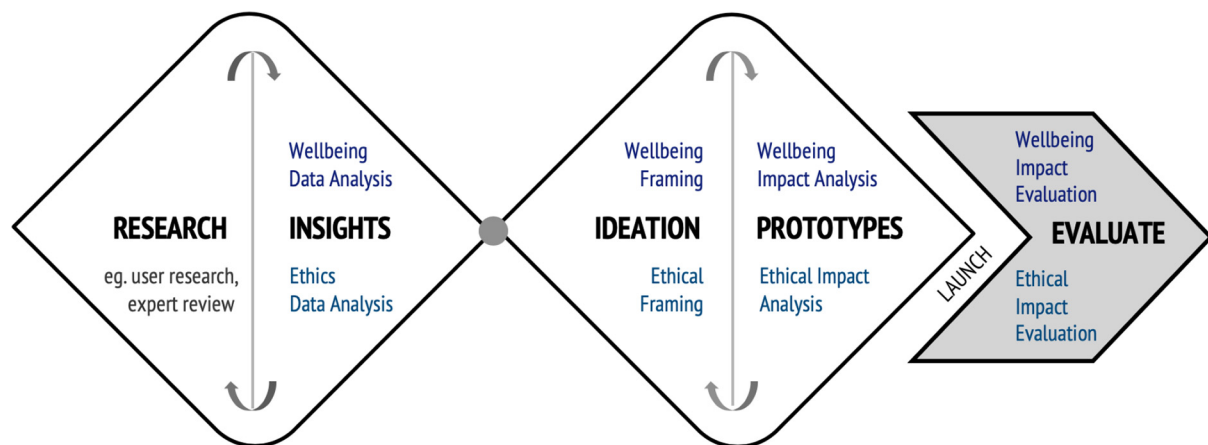 RESEARCH
eg. user research,
expert review
Wellbeing
Data Analysis
INSIGHTS
Ethics
Data Analysis
Wellbeing
Framing
IDEATION
Ethical
Framing
Wellbeing
Impact Analysis
PROTOTYPES
Ethical Impact
Analysis
LAUNCH
Wellbeing
Impact
Evaluation
EVALUATE
Ethical
Impact
Evaluation